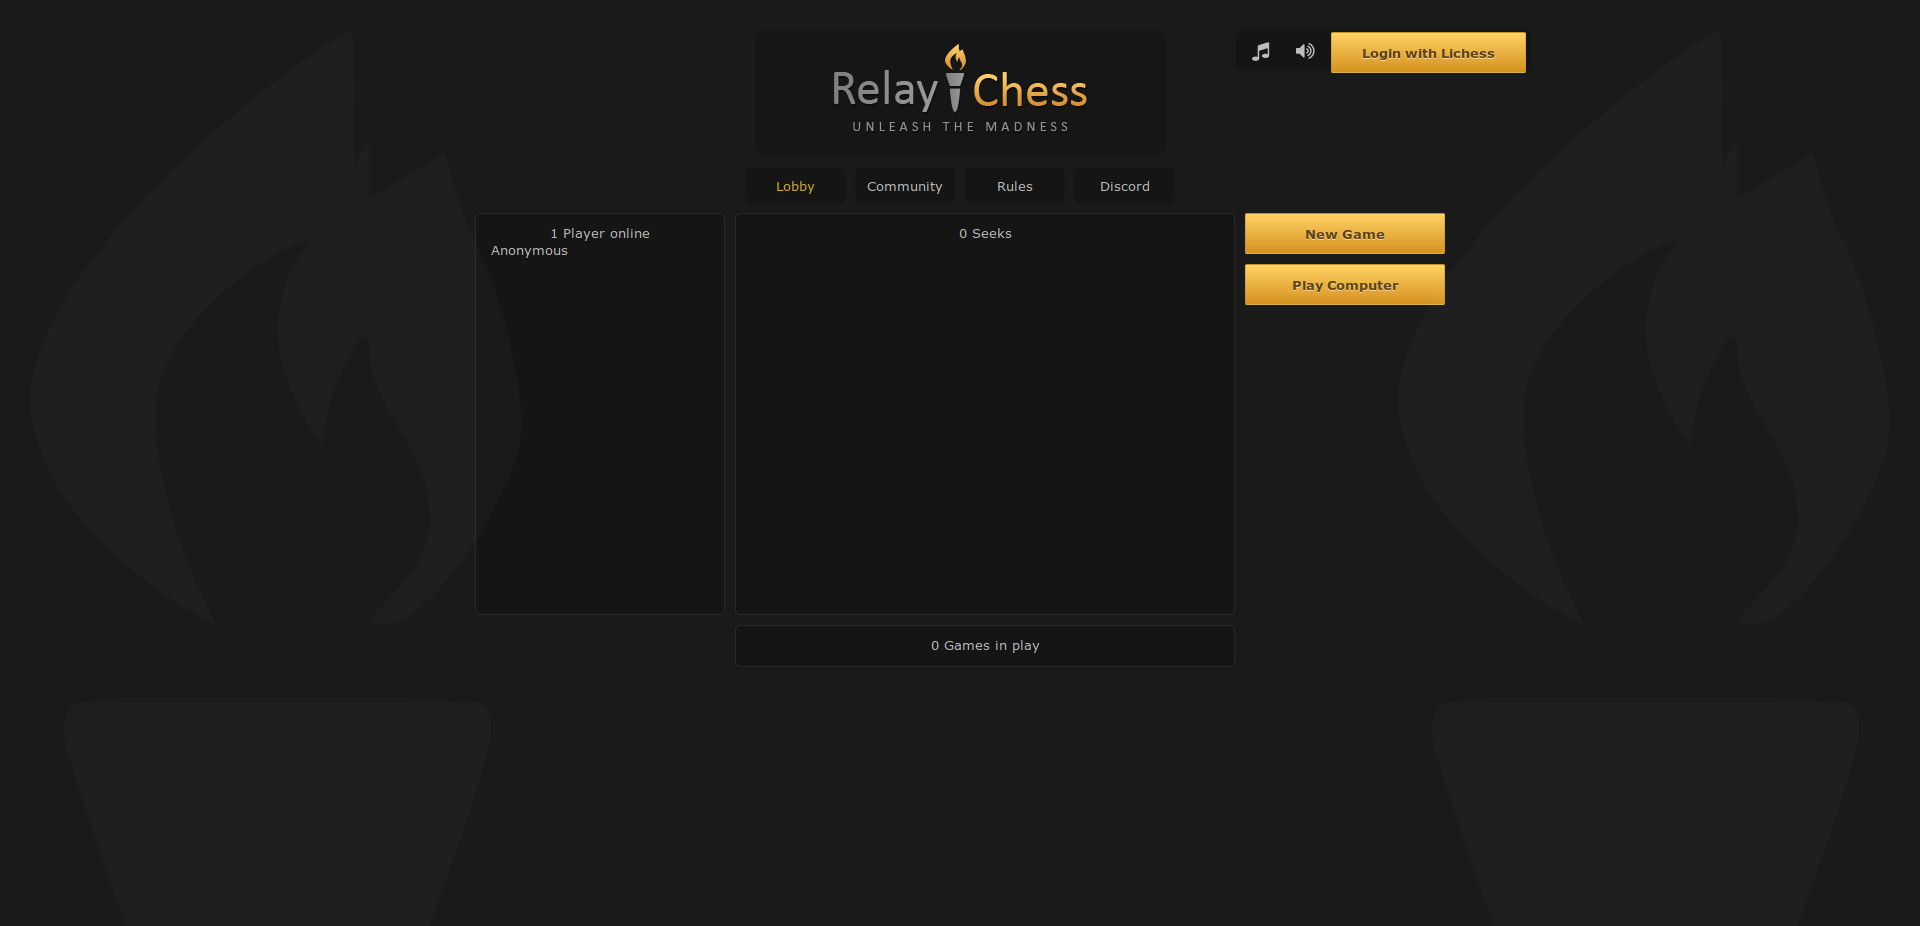 Relay Chess
UNLEASH THE MADNESS
Login with Lichess
Lobby
Community
Rules
Discord
1 Player online
Anonymous
0 Seeks
New Game
Play Computer
0 Games in play